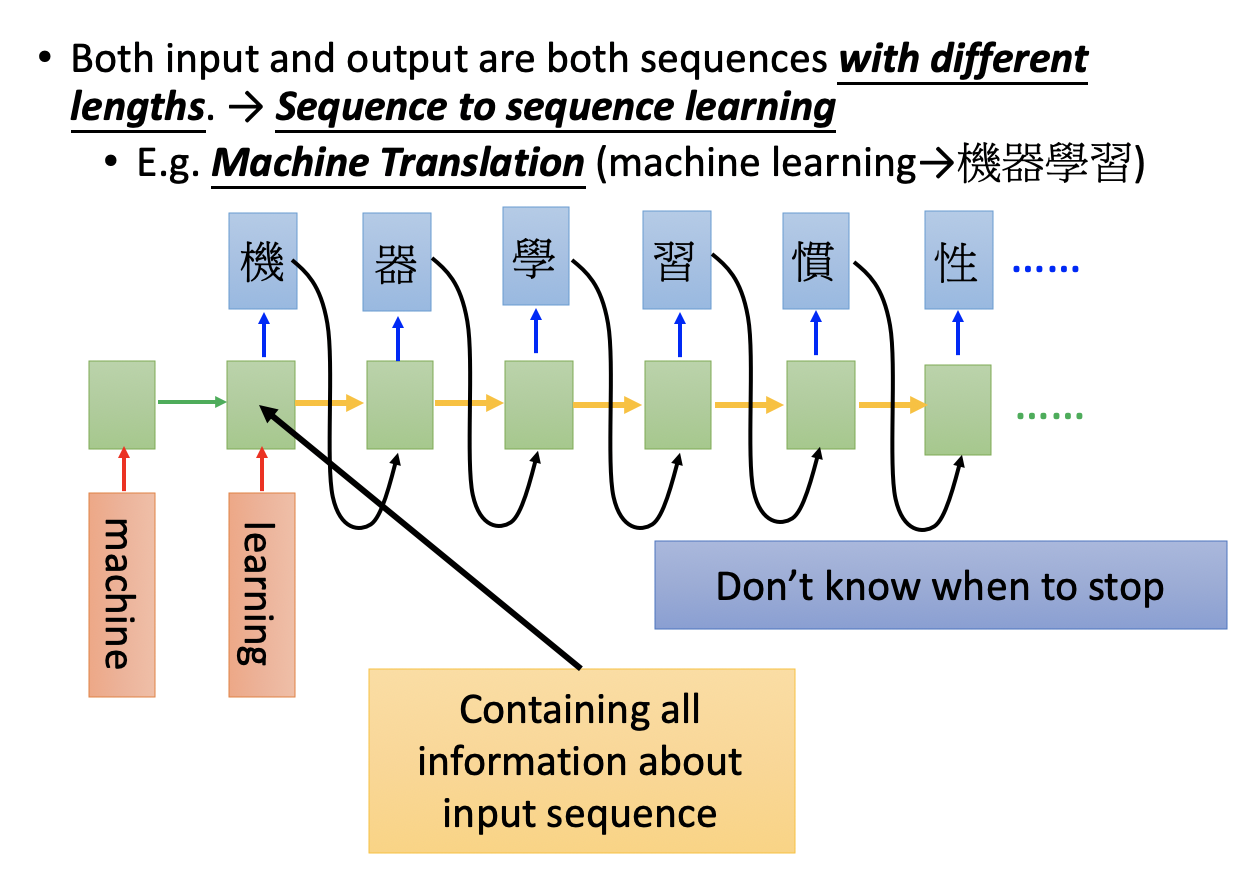 • Both input and output are both sequences with different
lengths. → Sequence to sequence learning
• E.g. Machine Translation (machine learning→機器學習)
機 器 學 習 慣 性 ……
……
machine
learning
Don’t know when to stop
Containing all
information about
input sequence